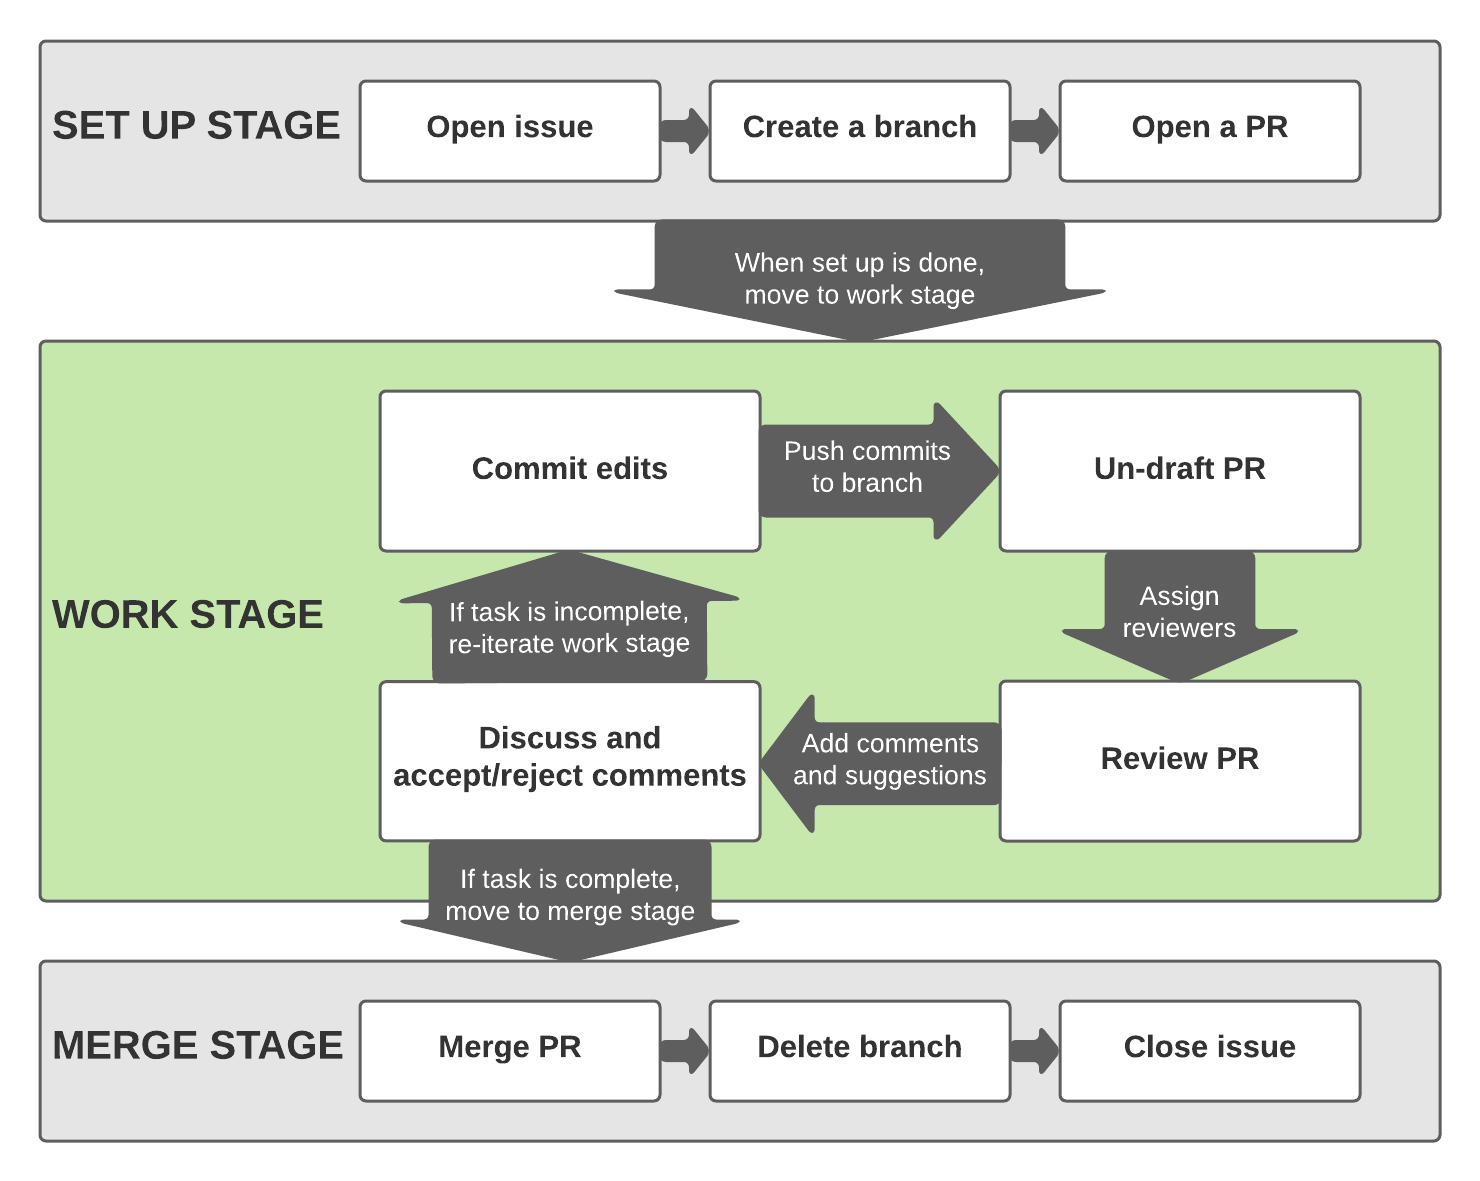 SET UP STAGE
Open issue
Create a branch
Open a PR
When set up is done,
move to work stage
WORK STAGE
Commit edits
Push commits
to branch
Un-draft PR
Assign
reviewers
Review PR
Add comments
and suggestions
Discuss and
accept/reject comments
If task is incomplete,
re-iterate work stage
If task is complete,
move to merge stage
MERGE STAGE
Merge PR
Delete branch
Close issue